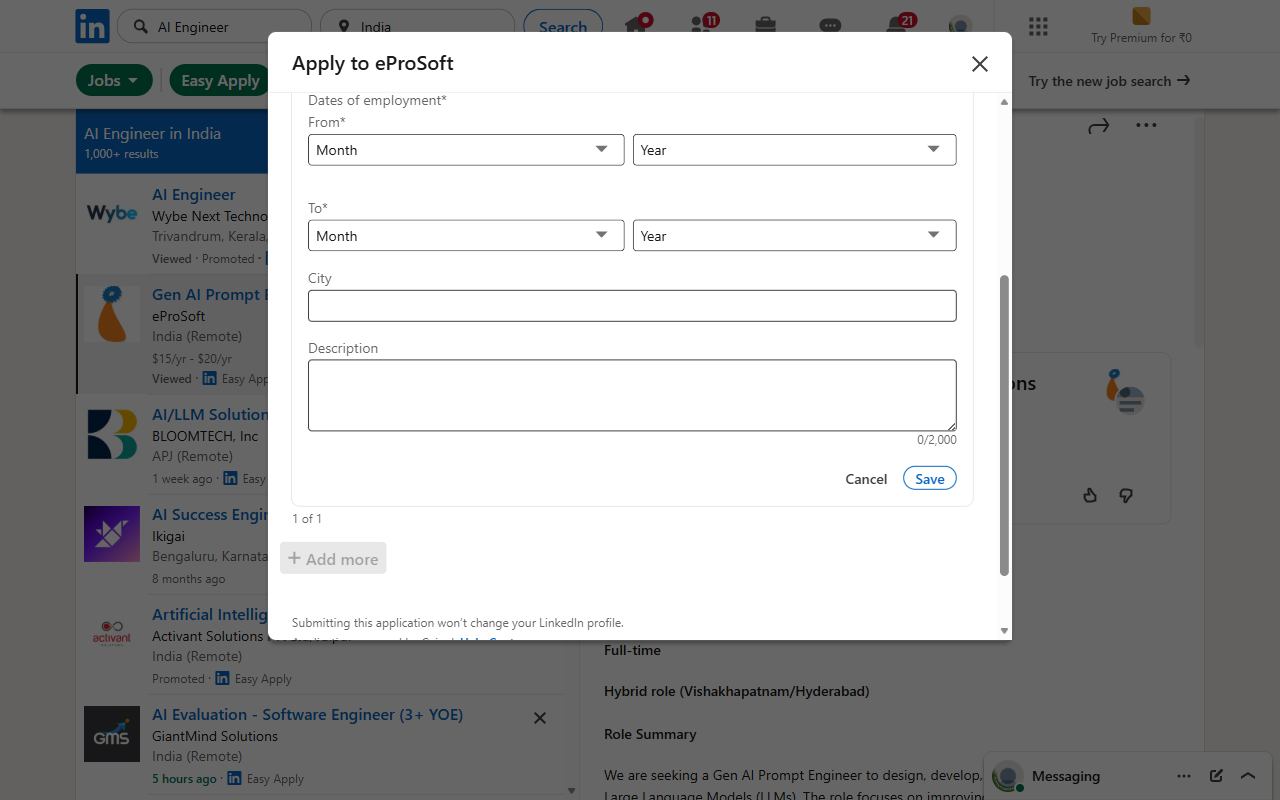 in
AI Engineer
India
Search
11
21
Try Premium for ₹0
Jobs
Easy Apply
Try the new job search →
Apply to eProSoft
Dates of employment*
From*
Month
Year
To*
Month
Year
City
Description
0/2,000
Cancel
Save
1 of 1
+ Add more
Submitting this application won't change your LinkedIn profile.
AI Engineer in India
1,000+ results
Wybe
AI Engineer
Wybe Next Techno
Trivandrum, Kerala,
Viewed · Promoted ·
Gen AI Prompt E
eProSoft
India (Remote)
$15/yr - $20/yr
Viewed · in Easy App
AI/LLM Solution
BLOOMTECH, Inc
APJ (Remote)
1 week ago · in Easy
AI Success Engin
Ikigai
Bengaluru, Karnata
8 months ago
activant
Artificial Intellig
Activant Solutions
India (Remote)
Promoted · in Easy Apply
GMS
AI Evaluation - Software Engineer (3+ YOE)
GiantMind Solutions
India (Remote)
5 hours ago · in Easy Apply
ons
Full-time
Hybrid role (Vishakhapatnam/Hyderabad)
Role Summary
We are seeking a Gen AI Prompt Engineer to design, develop,
Large Language Models (LLMs). The role focuses on improving
Messaging